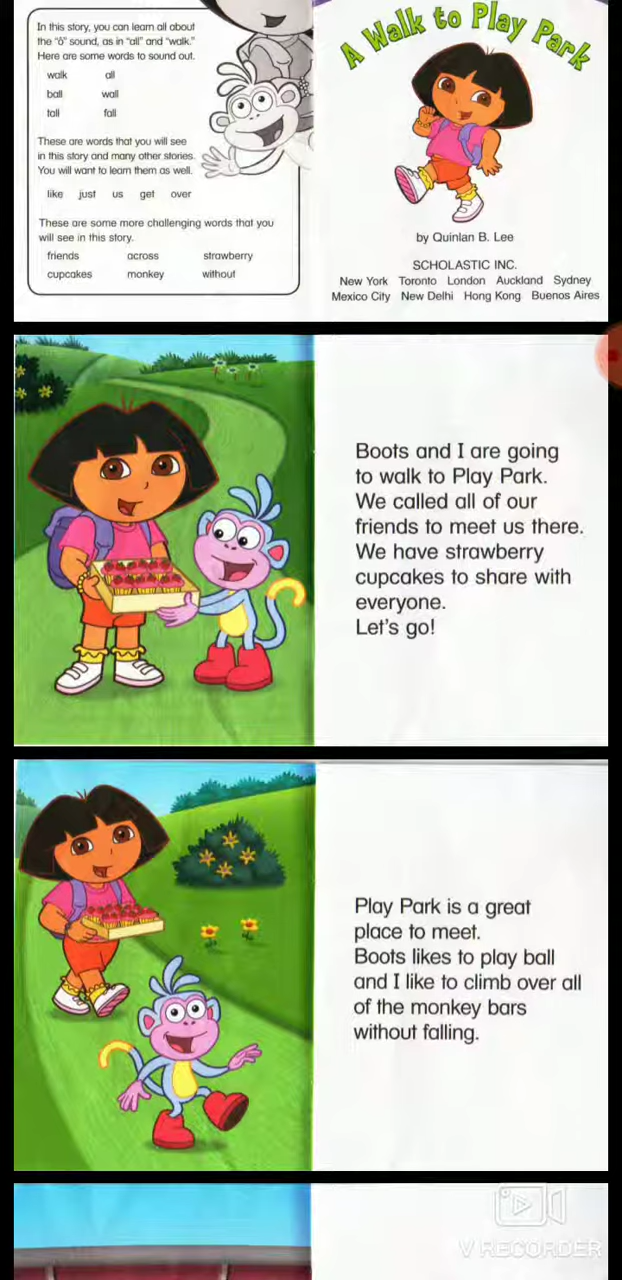 In this story, you can learn all about
the "ô" sound, as in "all" and "walk."
Here are some words to sound out.
walk all
ball wall
tall fall
These are words that you will see
in this story and many other stories.
You will want to learn them as well.
like just us get over
These are some more challenging words that you
will see in this story.
friends across strawberry
cupcakes monkey without
A Walk to Play Park
by Quinlan B. Lee
SCHOLASTIC INC.
New York Toronto London Auckland Sydney
Mexico City New Delhi Hong Kong Buenos Aires
Boots and I are going
to walk to Play Park.
We called all of our
friends to meet us there.
We have strawberry
cupcakes to share with
everyone.
Let's go!
Play Park is a great
place to meet.
Boots likes to play ball
and I like to climb over all
of the monkey bars
without falling.
V RECORDER